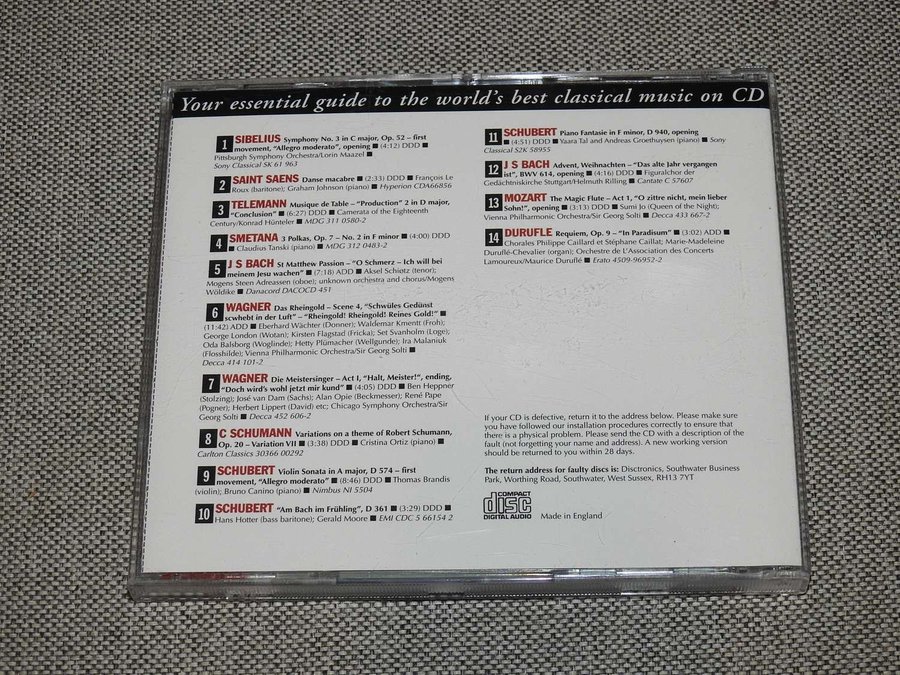 Your essential guide to the world's best classical music on CD
1 SIBELIUS Symphony No. 3 in C major, Op. 52 – first
movement, "Allegro moderato", opening ■ (4:12) DDD ■
Pittsburgh Symphony Orchestra/Lorin Maazel ■
Sony Classical SK 61 963
2 SAINT SAENS Danse macabre ■ (2:33) DDD ■ François Le
Roux (baritone); Graham Johnson (piano) ■ Hyperion CDA66856
3 TELEMANN Musique de Table – "Production" 2 in D major,
"Conclusion" ■ (6:27) DDD ■ Camerata of the Eighteenth
Century/Konrad Hünteler ■ MDG 311 0580-2
4 SMETANA 3 Polkas, Op. 7 – No. 2 in F minor ■ (4:00) DDD
■ Claudius Tanski (piano) ■ MDG 312 0483-2
5 J S BACH St Matthew Passion – "O Schmerz – Ich will bei
meinem Jesu wachen" ■ (7:18) ADD ■ Aksel Schiøtz (tenor);
Mogens Steen Adreassen (oboe); unknown orchestra and chorus/Mogens
Wöldike ■ Danacord DACOCD 451
6 WAGNER Das Rheingold – Scene 4, "Schwüles Gedünst
scwhebt in der Luft" – "Rheingold! Rheingold! Reines Gold!" ■
(11:42) ADD ■ Eberhard Wächter (Donner); Waldemar Kmentt (Froh);
George London (Wotan); Kirsten Flagstad (Fricka); Set Svanholm (Loge);
Oda Balsborg (Woglinde); Hetty Plümacher (Wellgunde); Ira Malaniuk
(Flosshilde); Vienna Philharmonic Orchestra/Sir Georg Solti ■
Decca 414 101-2
7 WAGNER Die Meistersinger – Act I, "Halt, Meister!", ending,
"Doch wird's wohl jetzt mir kund" ■ (4:05) DDD ■ Ben Heppner
(Stolzing); José van Dam (Sachs); Alan Opie (Beckmesser); René Pape
(Pogner); Herbert Lippert (David) etc; Chicago Symphony Orchestra/Sir
Georg Solti ■ Decca 452 606-2
8 C SCHUMANN Variations on a theme of Robert Schumann,
Op. 20 – Variation VII ■ (3:38) DDD ■ Cristina Ortiz (piano) ■
Carlton Classics 30366 00292
9 SCHUBERT Violin Sonata in A major, D 574 – first
movement, "Allegro moderato" ■ (8:46) DDD ■ Thomas Brandis
(violin); Bruno Canino (piano) ■ Nimbus NI 5504
10 SCHUBERT "Am Bach im Frühling", D 361 ■ (3:29) DDD ■
Hans Hotter (bass baritone); Gerald Moore ■ EMI CDC 5 66154 2
11 SCHUBERT Piano Fantasie in F minor, D 940, opening
■ (4:51) DDD ■ Yaara Tal and Andreas Groethuysen (piano) ■ Sony
Classical S2K 58955
12 J S BACH Advent, Weihnachten – "Das alte Jahr vergangen
ist", BWV 614, opening ■ (4:16) DDD ■ Figuralchor der
Gedächtniskirche Stuttgart/Helmuth Rilling ■ Cantate C 57607
13 MOZART The Magic Flute – Act 1, "O zittre nicht, mein lieber
Sohn!", opening ■ (3:13) DDD ■ Sumi Jo (Queen of the Night);
Vienna Philharmonic Orchestra/Sir Georg Solti ■ Decca 433 667-2
14 DURUFLE Requiem, Op. 9 – "In Paradisum" ■ (3:02) ADD ■
Chorales Philippe Caillard et Stéphane Caillat; Marie-Madeleine
Duruflé-Chevalier (organ); Orchestre de L'Association des Concerts
Lamoureux/Maurice Duruflé ■ Erato 4509-96952-2
If your CD is defective, return it to the address below. Please make sure
you have followed our installation procedures correctly to ensure that
there is a physical problem. Please send the CD with a description of the
fault (not forgetting your name and address). A new working version
should be returned to you within 28 days.
The return address for faulty discs is: Disctronics, Southwater Business
Park, Worthing Road, Southwater, West Sussex, RH13 7YT
COMPACT
disc
DIGITAL AUDIO
Made in England